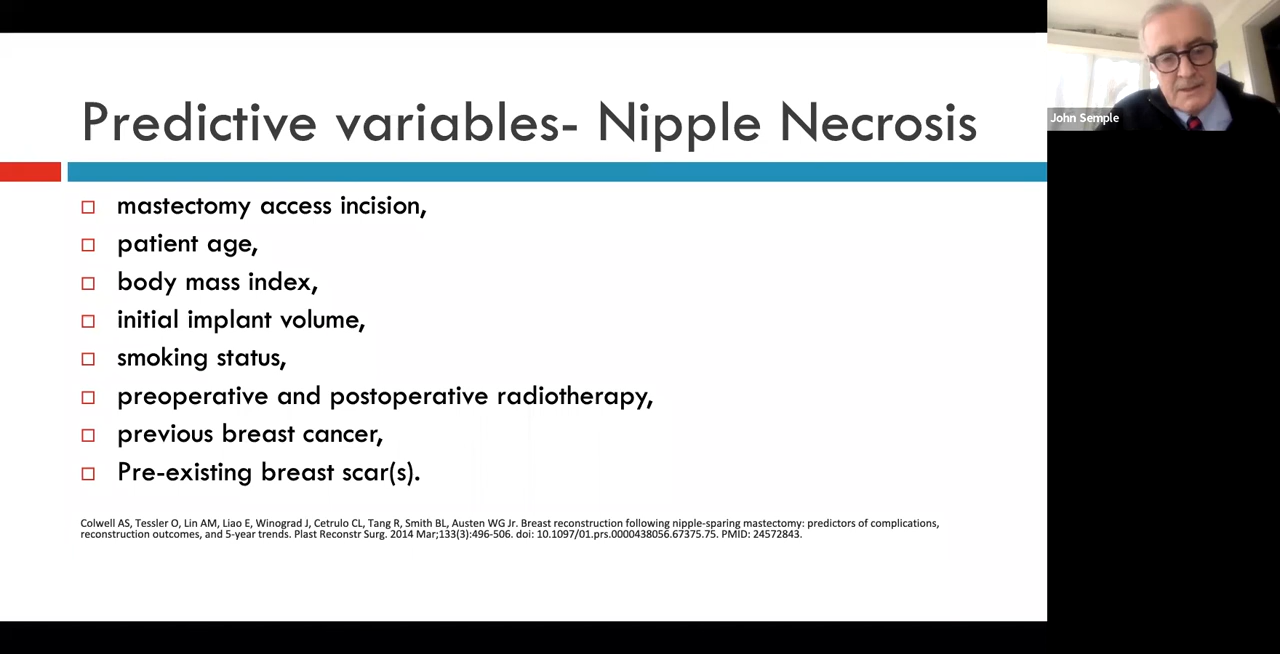 Predictive variables- Nipple Necrosis
mastectomy access incision,
patient age,
body mass index,
initial implant volume,
smoking status,
preoperative and postoperative radiotherapy,
previous breast cancer,
Pre-existing breast scar(s).
Colwell AS, Tessler O, Lin AM, Liao E, Winograd J, Cetrulo CL, Tang R, Smith BL, Austen WG Jr. Breast reconstruction following nipple-sparing mastectomy: predictors of complications,
reconstruction outcomes, and 5-year trends. Plast Reconstr Surg. 2014 Mar;133(3):496-506. doi: 10.1097/01.prs.0000438056.67375.75. PMID: 24572843.
John Semple